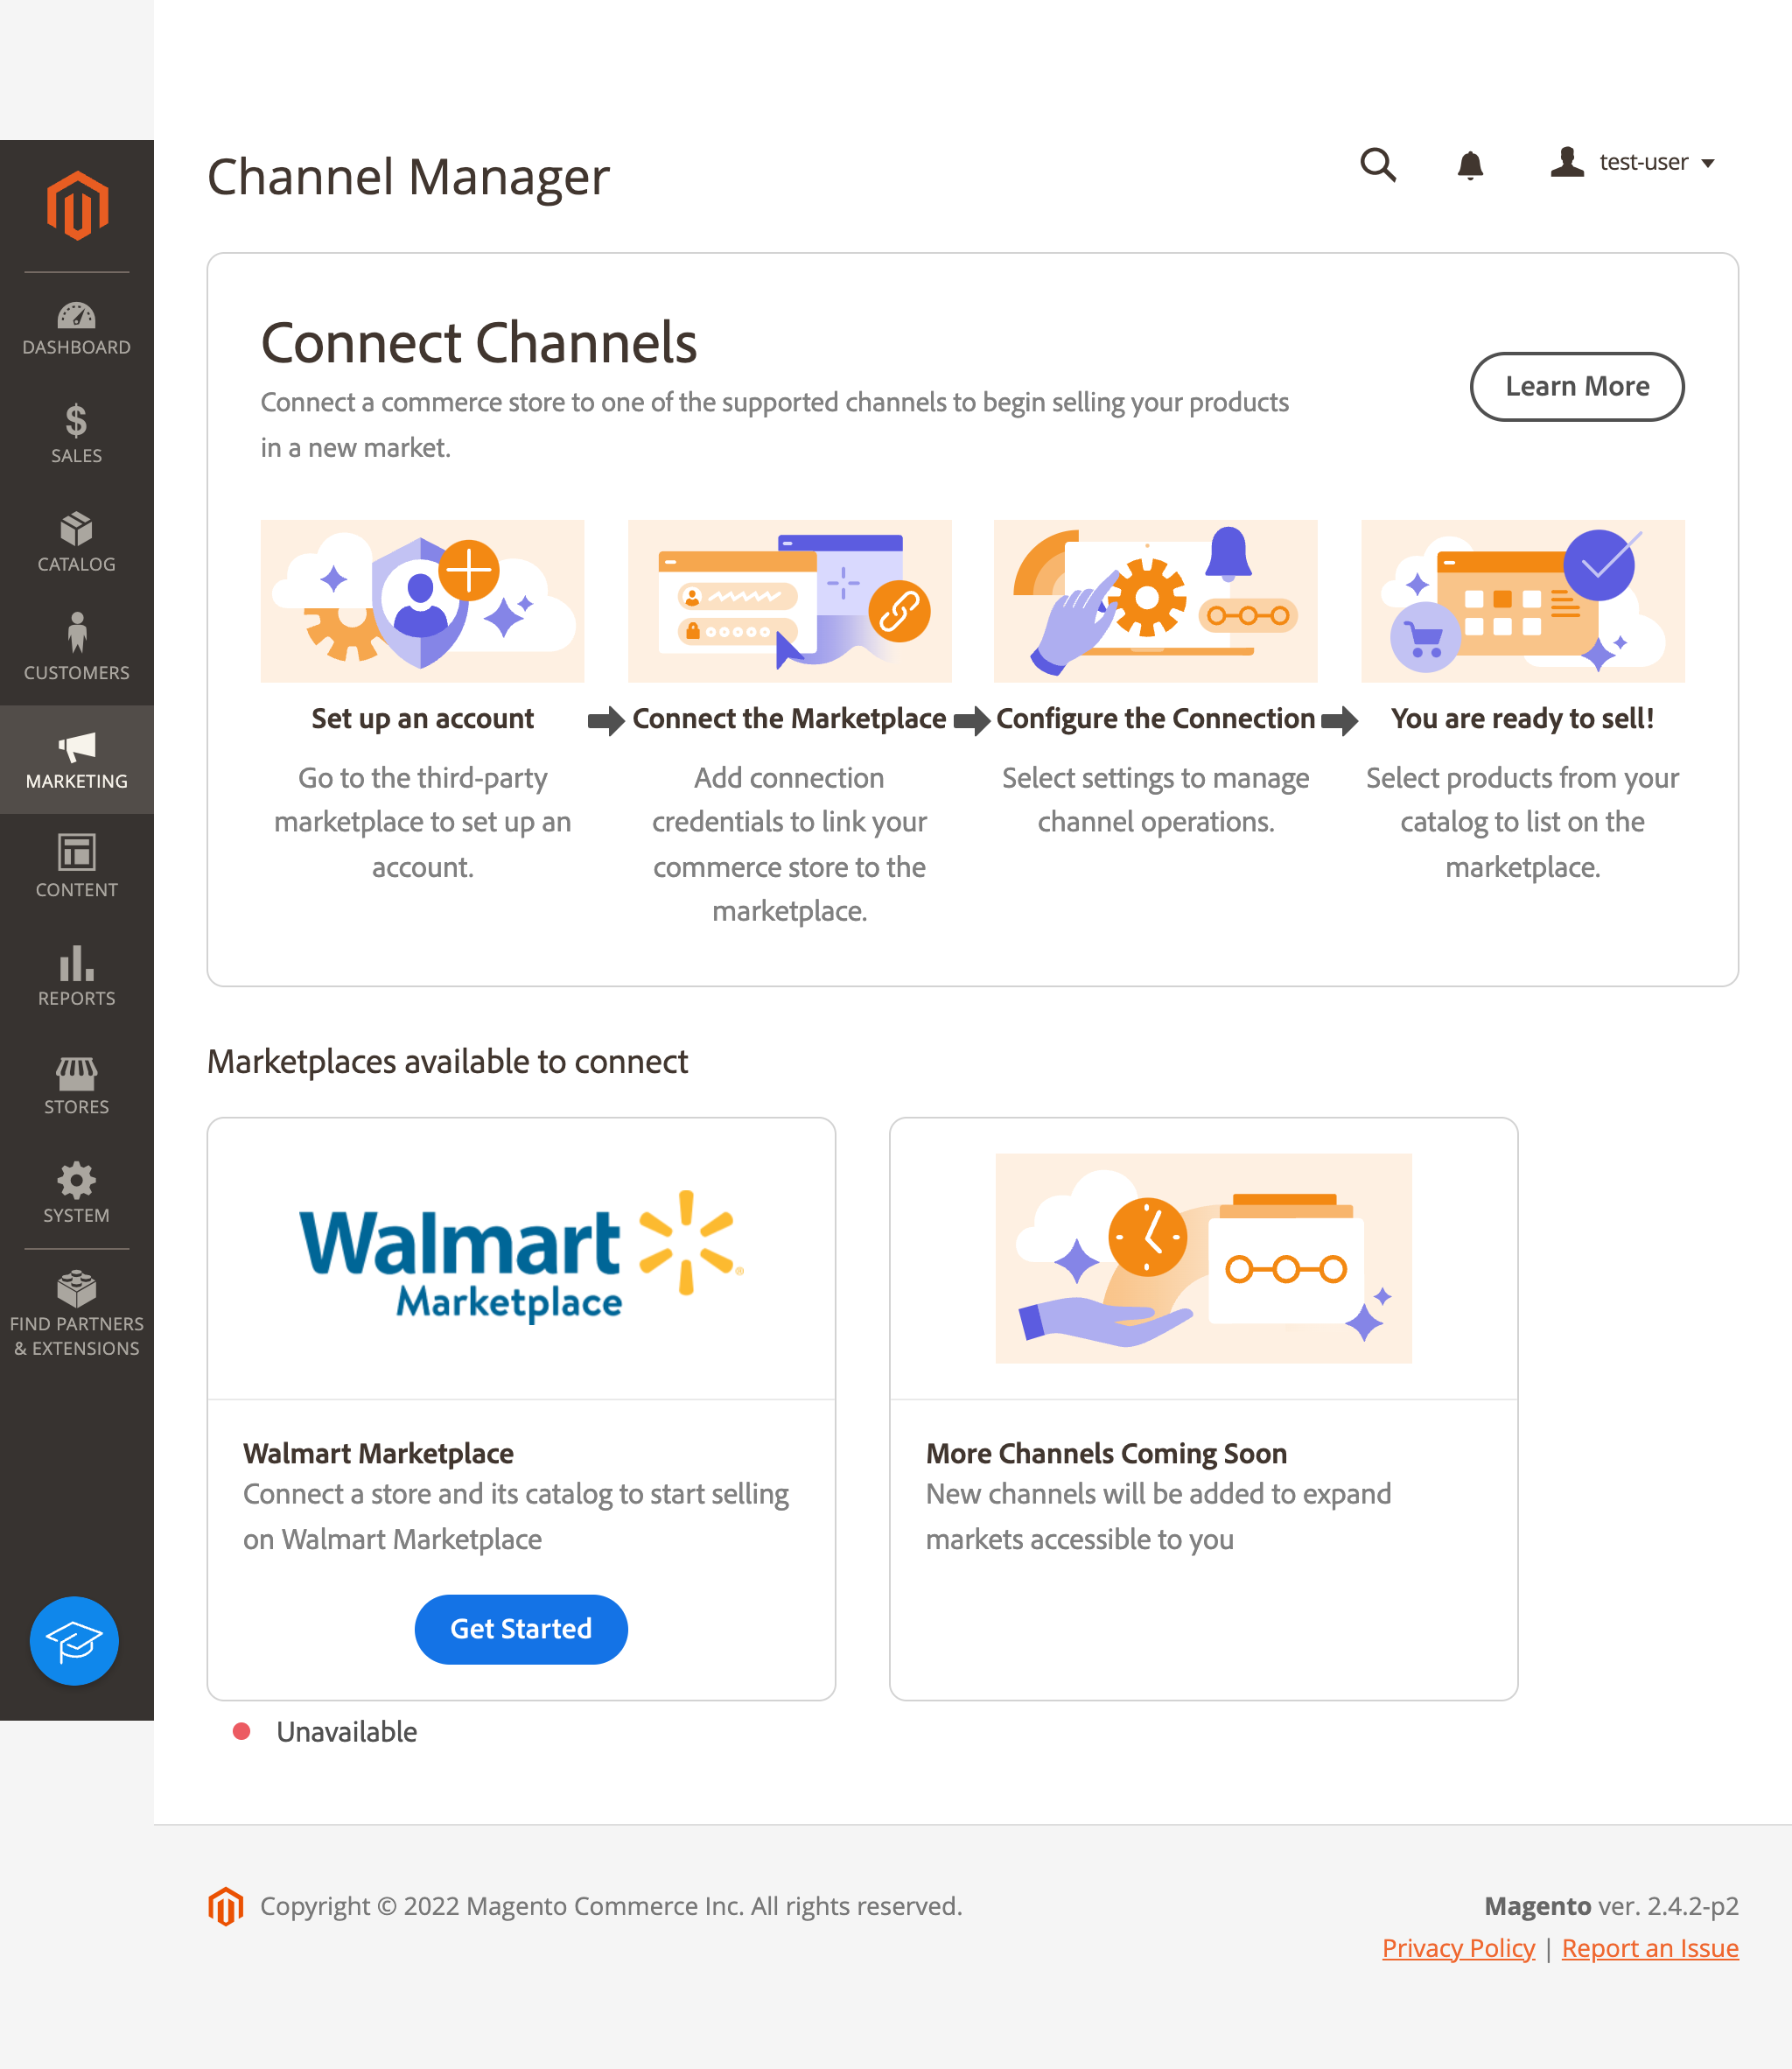 Channel Manager
test-user
DASHBOARD
SALES
CATALOG
CUSTOMERS
MARKETING
CONTENT
REPORTS
STORES
SYSTEM
FIND PARTNERS
& EXTENSIONS
Connect Channels
Connect a commerce store to one of the supported channels to begin selling your products
in a new market.
Learn More
Set up an account
Go to the third-party
marketplace to set up an
account.
Connect the Marketplace
Add connection
credentials to link your
commerce store to the
marketplace.
Configure the Connection
Select settings to manage
channel operations.
You are ready to sell!
Select products from your
catalog to list on the
marketplace.
Marketplaces available to connect
Walmart
Marketplace
Walmart Marketplace
Connect a store and its catalog to start selling
on Walmart Marketplace
Get Started
More Channels Coming Soon
New channels will be added to expand
markets accessible to you
Unavailable
Copyright © 2022 Magento Commerce Inc. All rights reserved.
Magento ver. 2.4.2-p2
Privacy Policy | Report an Issue